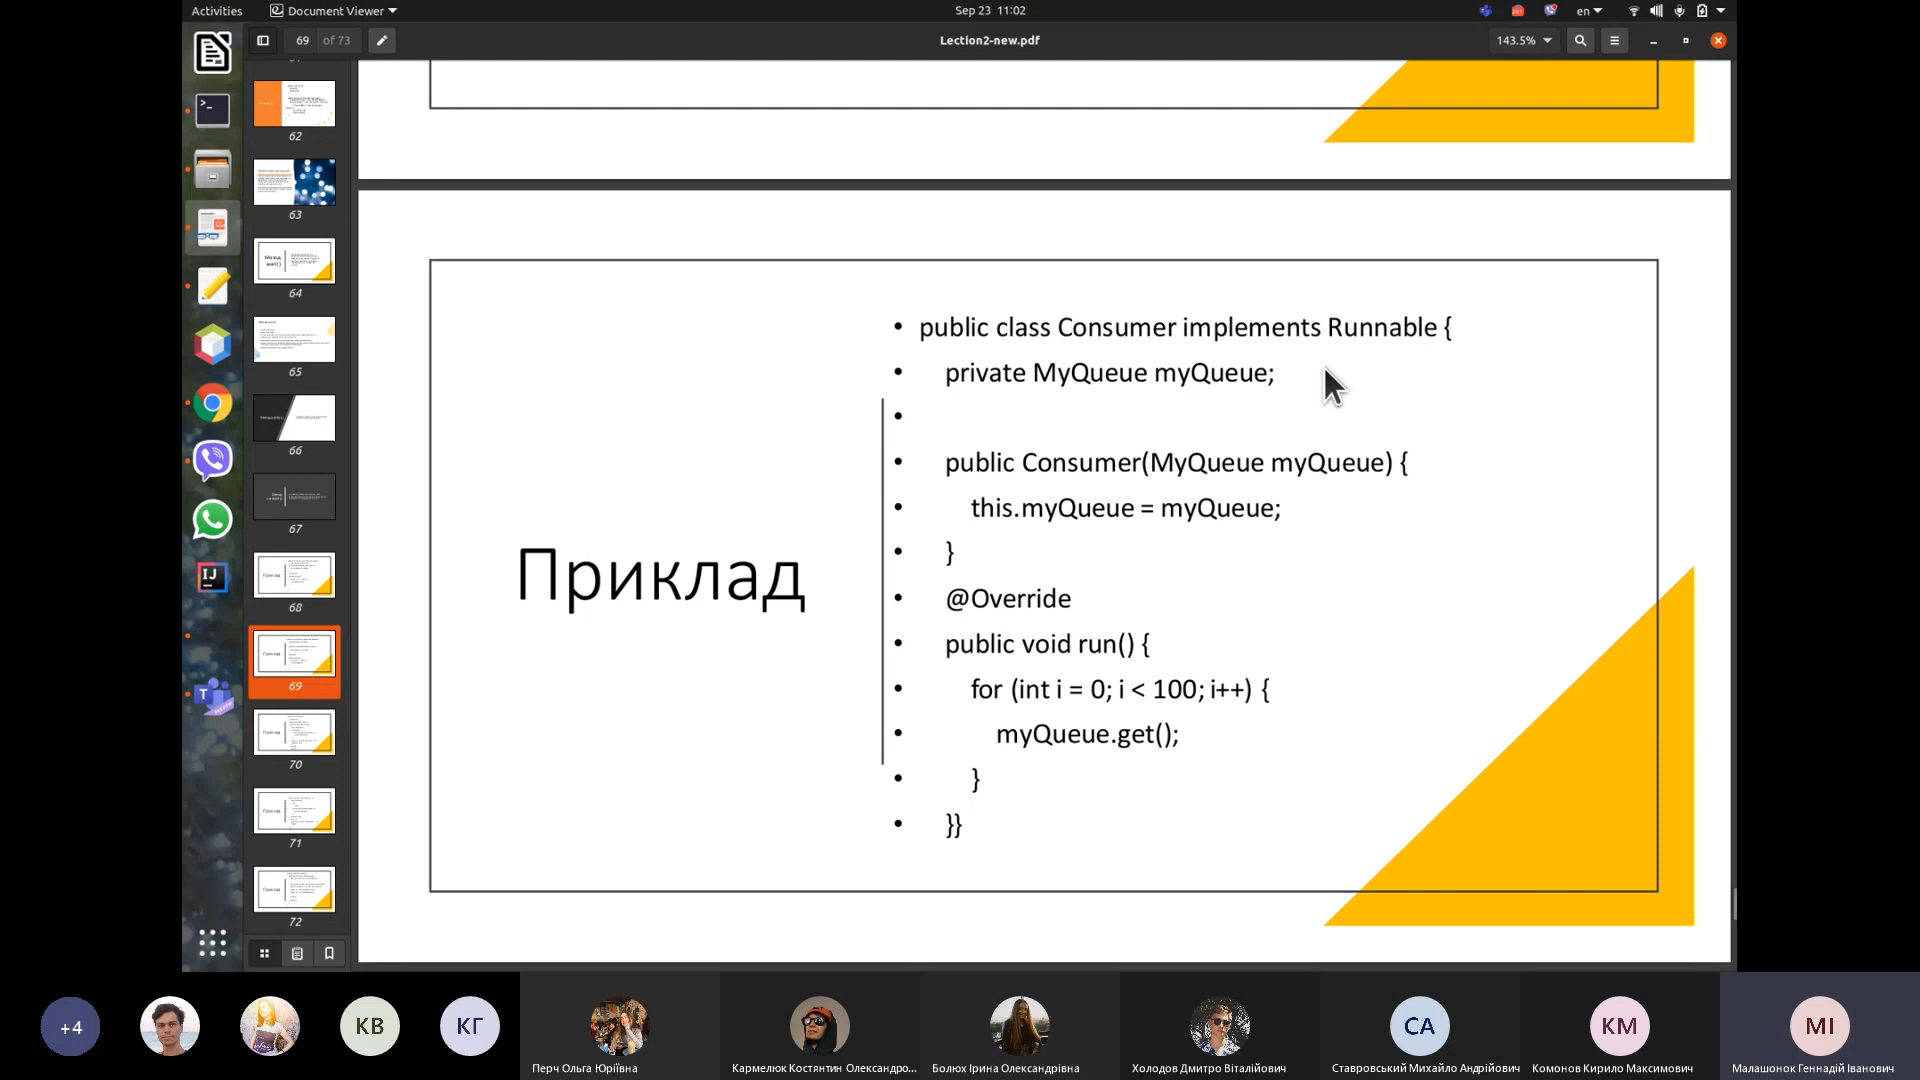 Activities
Document Viewer
Sep 23 11:02
en
69
of 73
Lection2-new.pdf
143.5%
62
63
64
65
66
67
68
69
70
71
72
Приклад
• public class Consumer implements Runnable {
• private MyQueue myQueue;
•
• public Consumer(MyQueue myQueue) {
• this.myQueue = myQueue;
• }
• @Override
• public void run() {
• for (int i = 0; i < 100; i++) {
• myQueue.get();
• }
• }}
+4
КВ
КГ
СА
КМ
МІ
Перч Ольга Юріївна
Кармелюк Костянтин Олександро...
Болюх Ірина Олександрівна
Холодов Дмитро Віталійович
Ставровський Михайло Андрійович
Комонов Кирило Максимович
Малашонок Геннадій Іванович